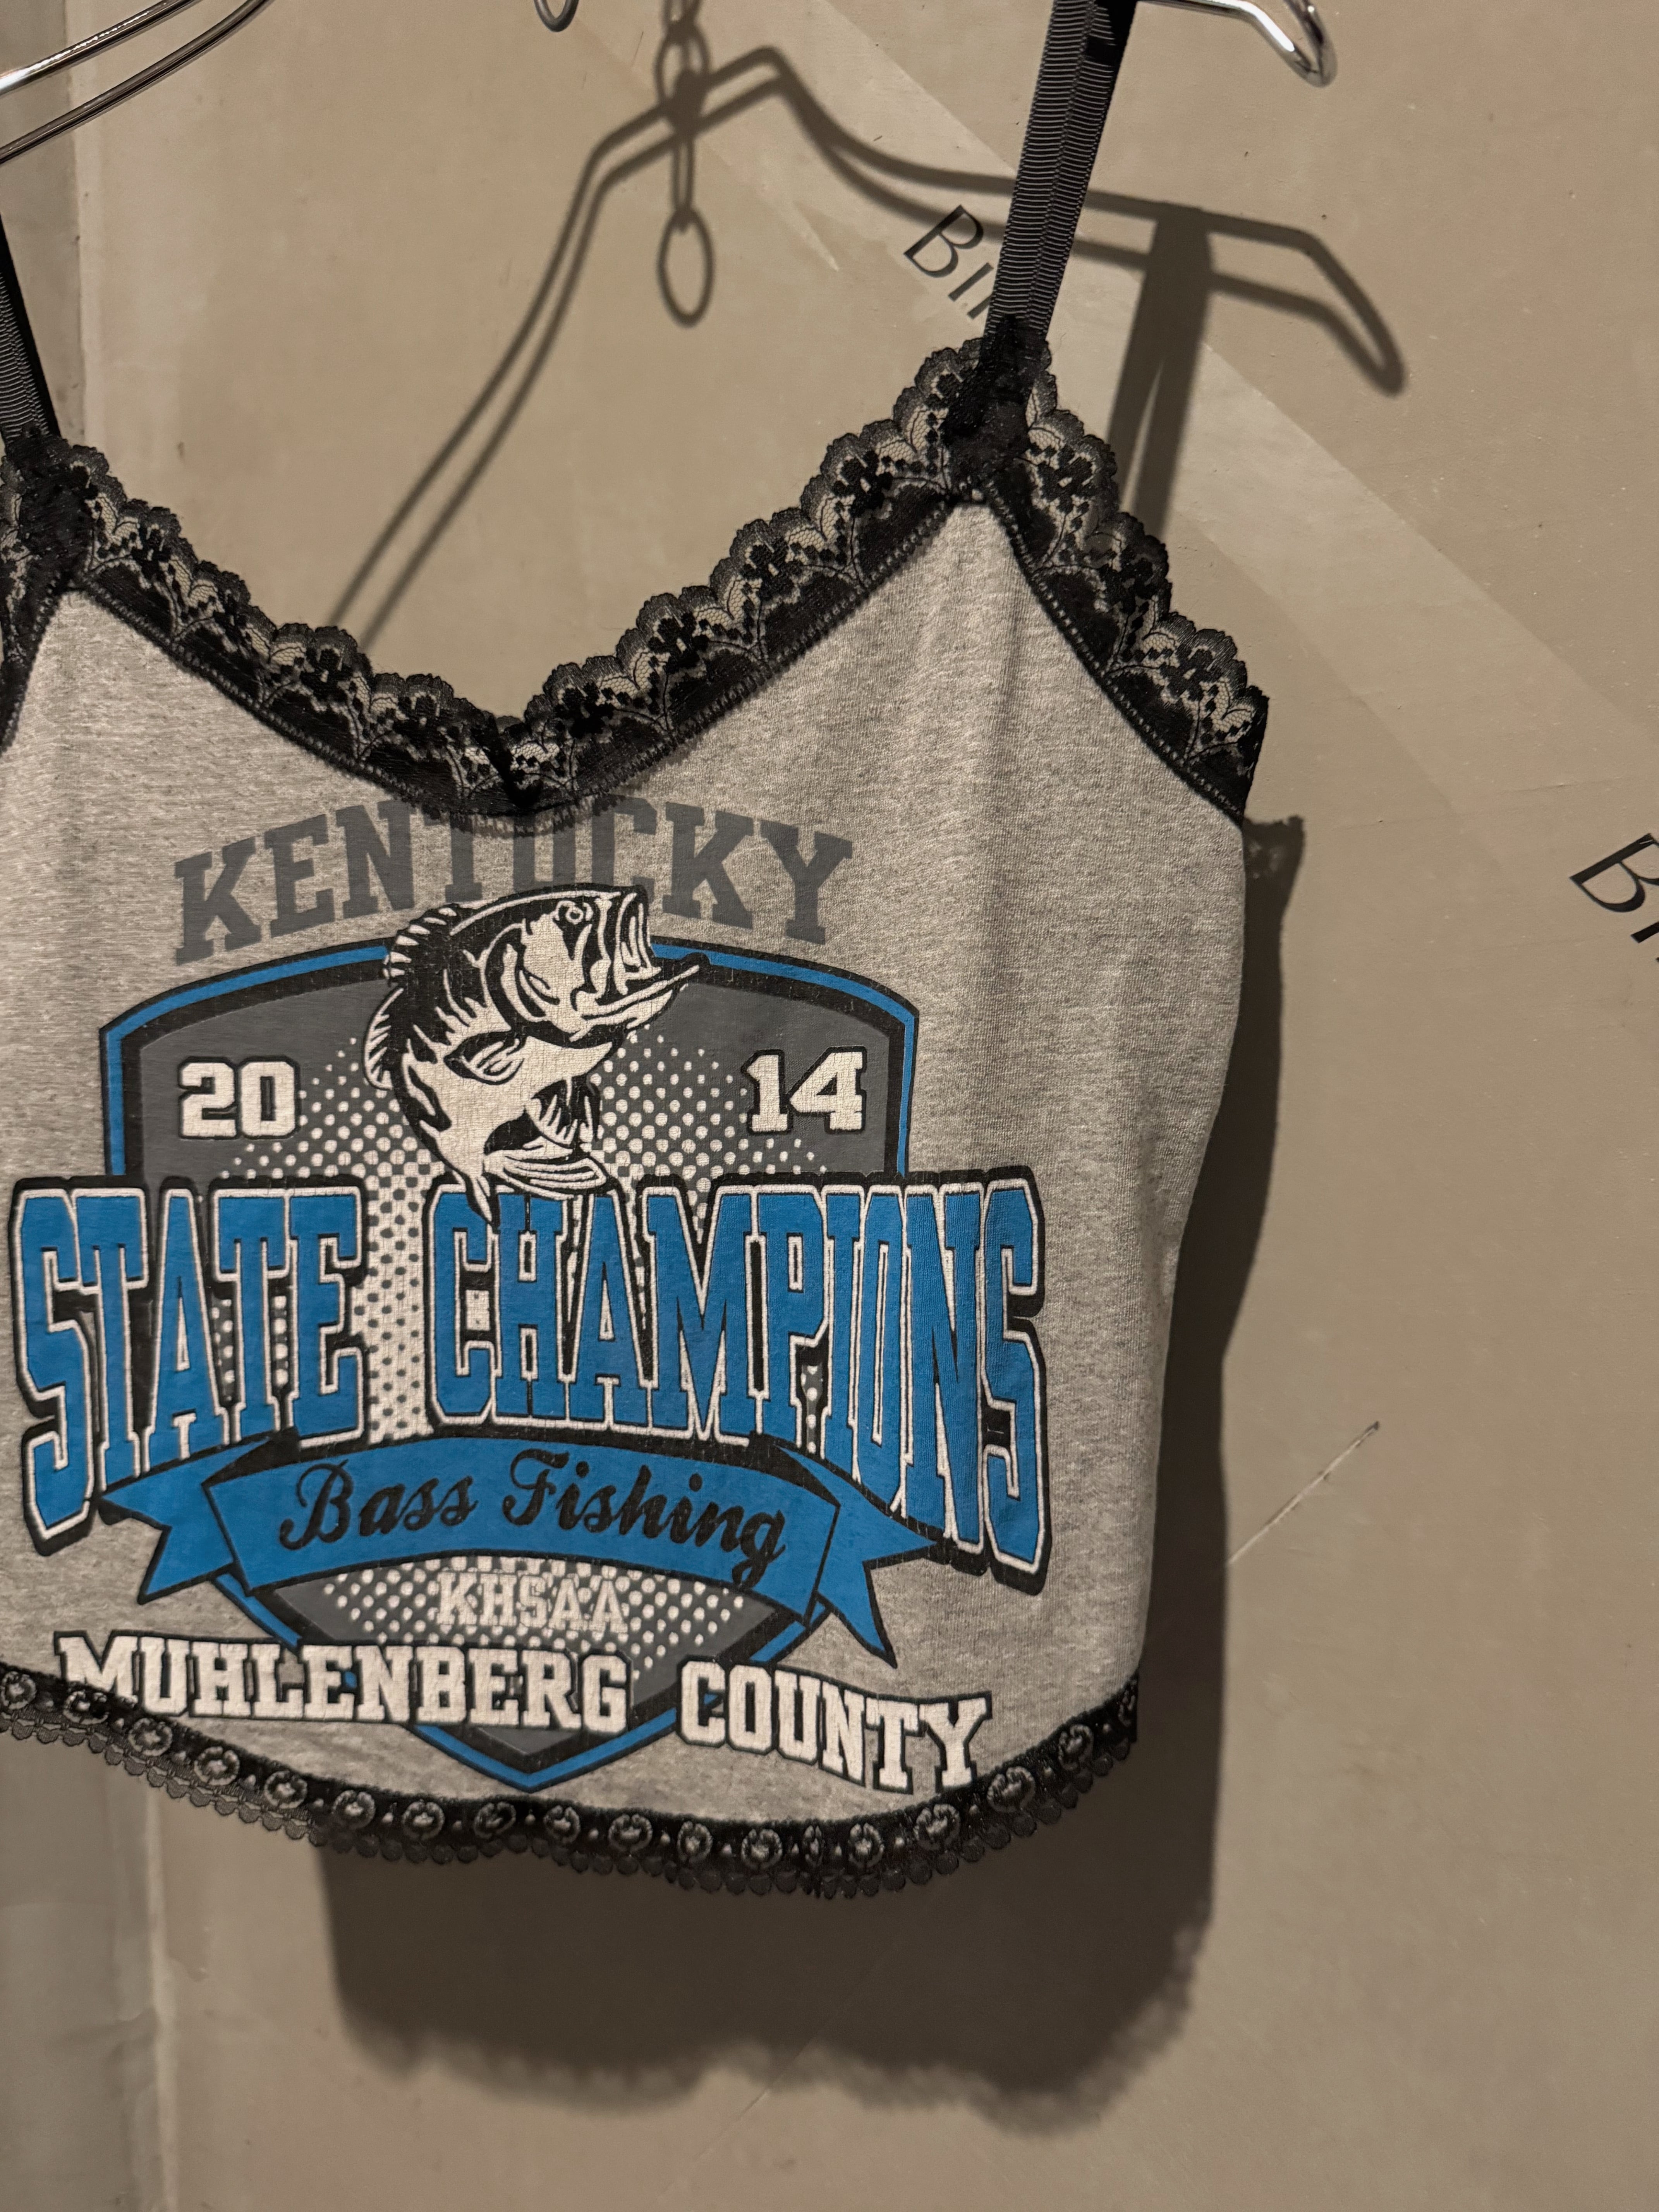 KENTUCKY
20 14
STATE CHAMPIONS
Bass Fishing
KHSAA
MUHLENBERG COUNTY